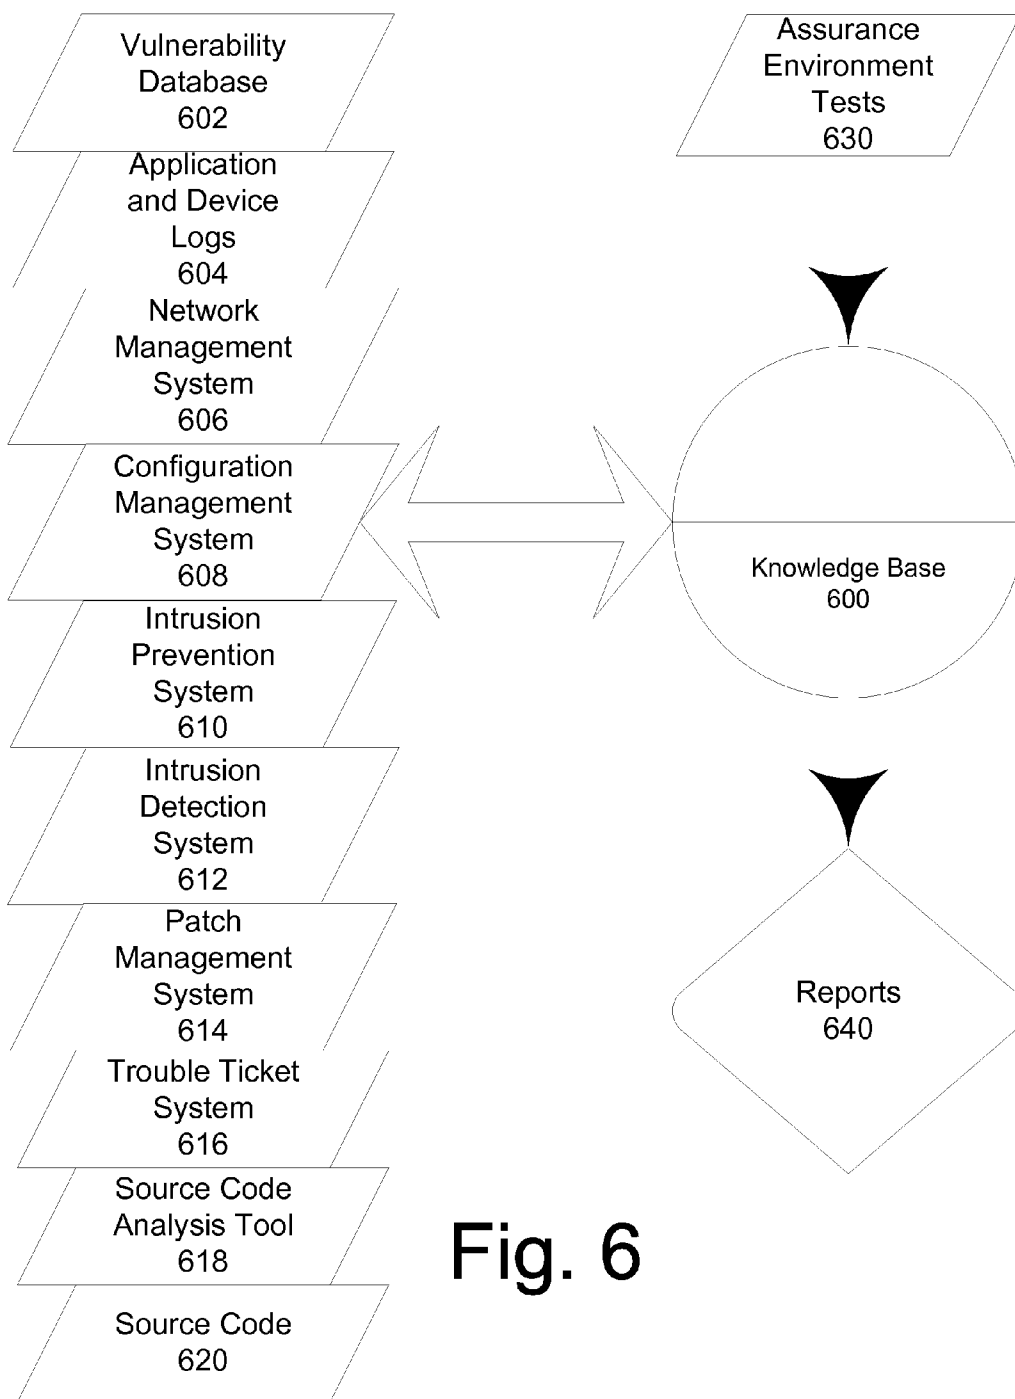 Vulnerability
Database
602
Application
and Device
Logs
604
Network
Management
System
606
Configuration
Management
System
608
Intrusion
Prevention
System
610
Intrusion
Detection
System
612
Patch
Management
System
614
Trouble Ticket
System
616
Source Code
Analysis Tool
618
Source Code
620
Assurance
Environment
Tests
630
Knowledge Base
600
Reports
640
Fig. 6